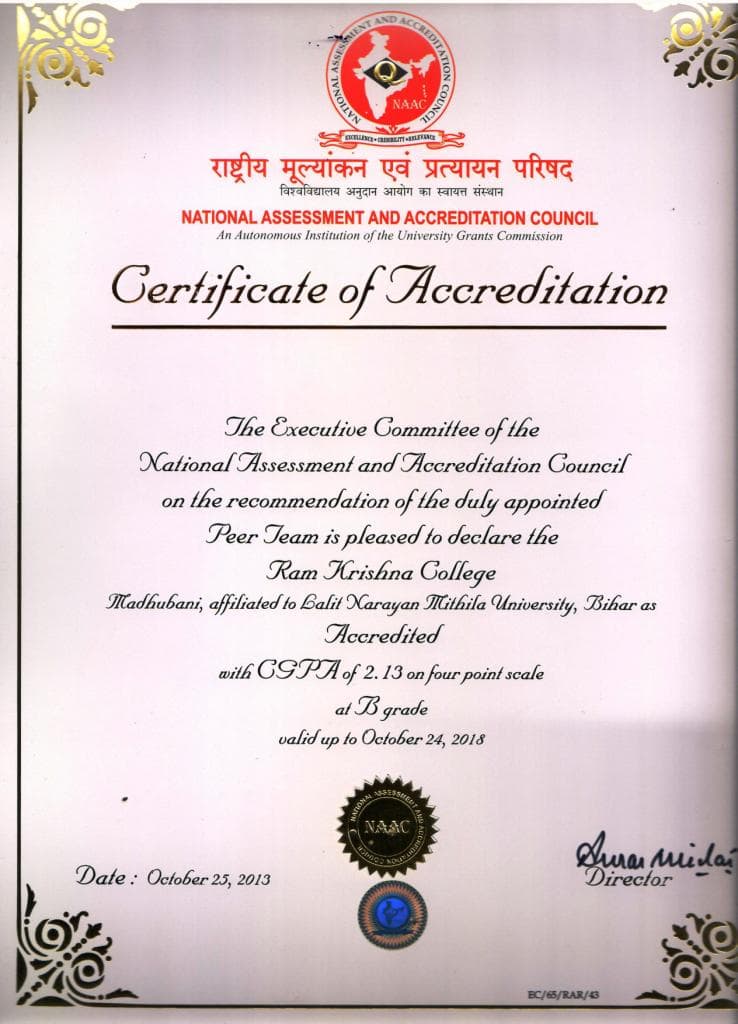 NATIONAL ASSESSMENT AND ACCREDITATION COUNCIL
Q
NAAC
EXCELLENCE • CREDIBILITY • RELEVANCE
राष्ट्रीय मूल्यांकन एवं प्रत्यायन परिषद
विश्वविद्यालय अनुदान आयोग का स्वायत्त संस्थान
NATIONAL ASSESSMENT AND ACCREDITATION COUNCIL
An Autonomous Institution of the University Grants Commission
Certificate of Accreditation
The Executive Committee of the
National Assessment and Accreditation Council
on the recommendation of the duly appointed
Peer Team is pleased to declare the
Ram Krishna College
Madhubani, affiliated to Lalit Narayan Mithila University, Bihar as
Accredited
with CGPA of 2.13 on four point scale
at B grade
valid up to October 24, 2018
NATIONAL ASSESSMENT AND ACCREDITATION COUNCIL
NAAC
Date : October 25, 2013
Director
EC/65/RAR/43